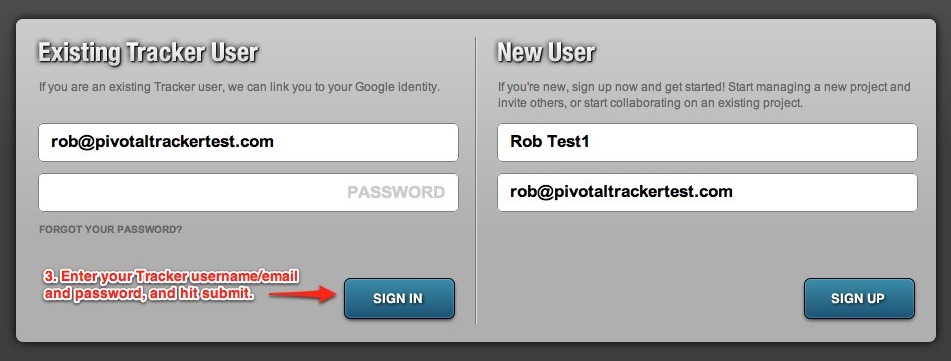 Existing Tracker User
If you are an existing Tracker user, we can link you to your Google identity.
rob@pivotaltrackertest.com
PASSWORD
FORGOT YOUR PASSWORD?
3. Enter your Tracker username/email
and password, and hit submit.
SIGN IN
New User
If you're new, sign up now and get started! Start managing a new project and
invite others, or start collaborating on an existing project.
Rob Test1
rob@pivotaltrackertest.com
SIGN UP